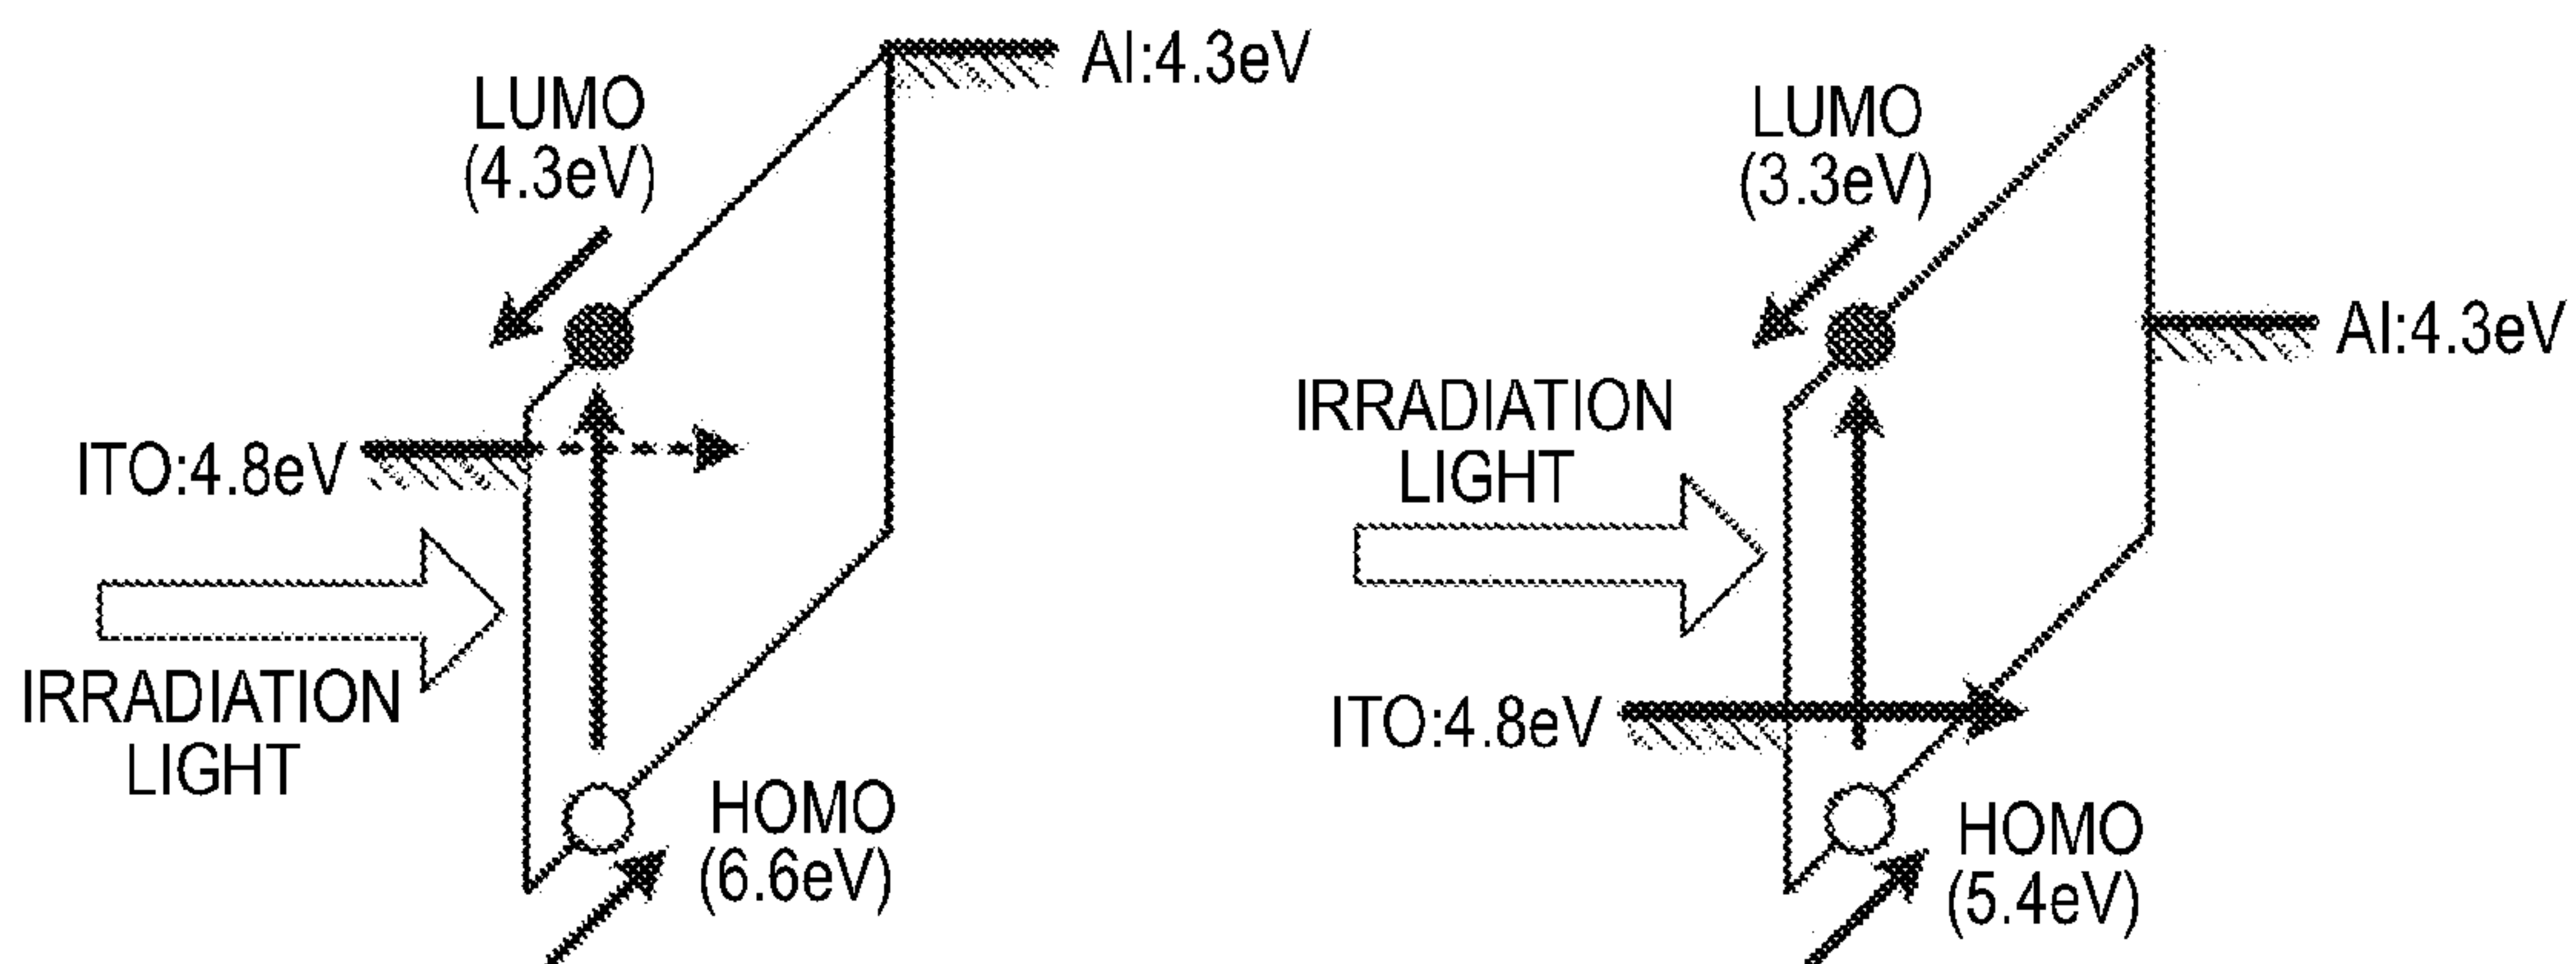 LUMO
(4.3eV)
Al:4.3eV
ITO:4.8eV
IRRADIATION
LIGHT
HOMO
(6.6eV)
LUMO
(3.3eV)
Al:4.3eV
IRRADIATION
LIGHT
ITO:4.8eV
HOMO
(5.4eV)